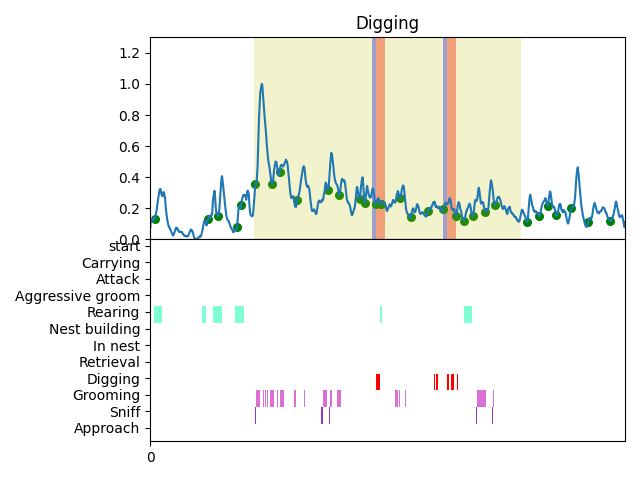 Digging
1.2
1.0
0.8
0.6
0.4
0.2
0.0
start
Carrying
Attack
Aggressive groom
Rearing
Nest building
In nest
Retrieval
Digging
Grooming
Sniff
Approach
0